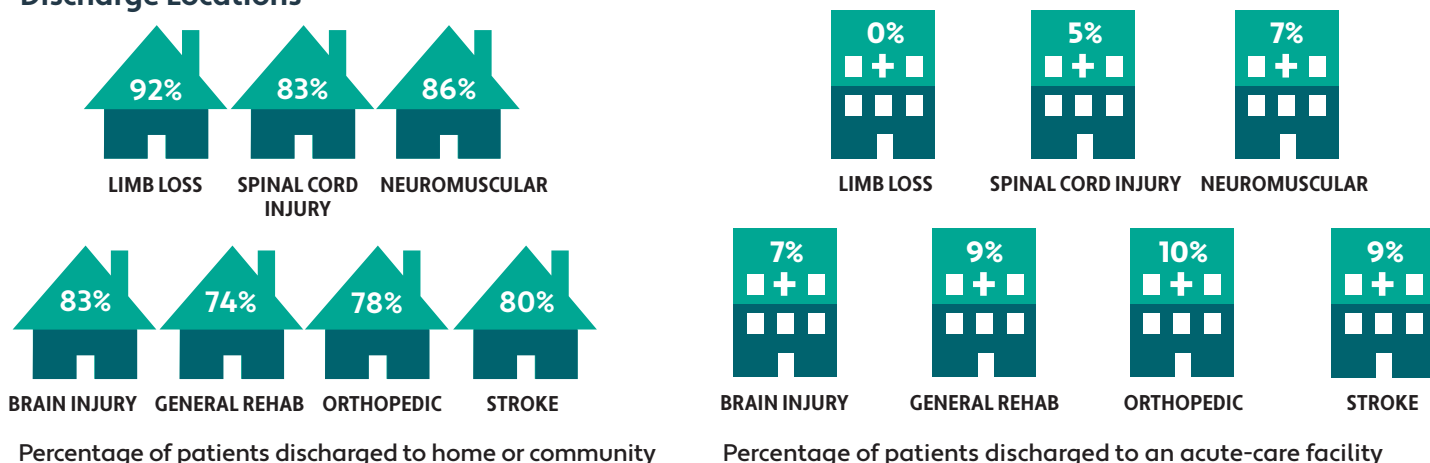 Discharge Locations
92%
83%
86%
LIMB LOSS
SPINAL CORD
INJURY
NEUROMUSCULAR
83%
74%
78%
80%
BRAIN INJURY
GENERAL REHAB
ORTHOPEDIC
STROKE
Percentage of patients discharged to home or community
0%
5%
7%
LIMB LOSS
SPINAL CORD INJURY
NEUROMUSCULAR
7%
9%
10%
9%
BRAIN INJURY
GENERAL REHAB
ORTHOPEDIC
STROKE
Percentage of patients discharged to an acute-care facility